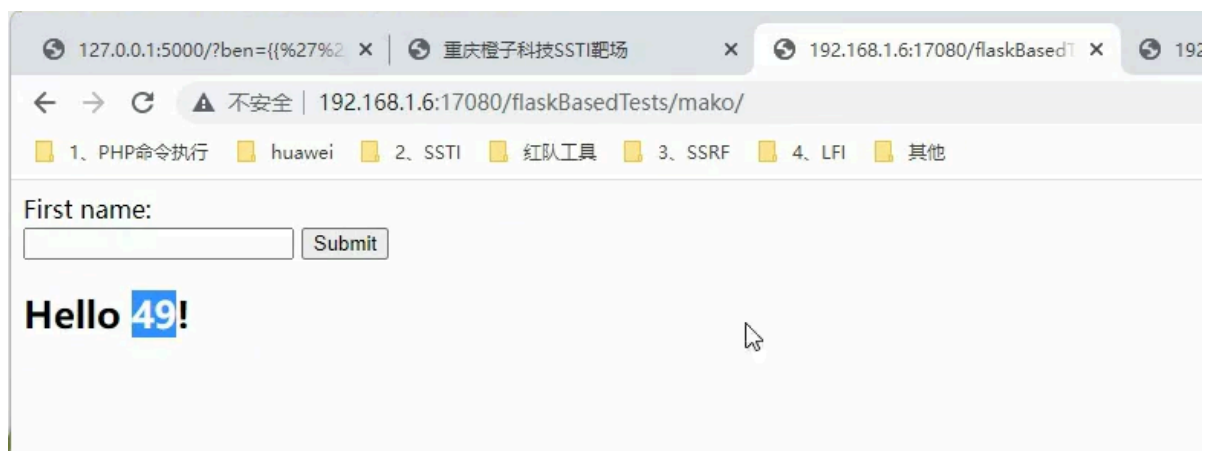 127.0.0.1:5000/?ben={{%27%2 重庆橙子科技SSTI靶场 192.168.1.6:17080/flaskBasedT 192
不安全 | 192.168.1.6:17080/flaskBasedTests/mako/
1、PHP命令执行 huawei 2、SSTI 红队工具 3、SSRF 4、LFI 其他
First name:
Submit
Hello 49!